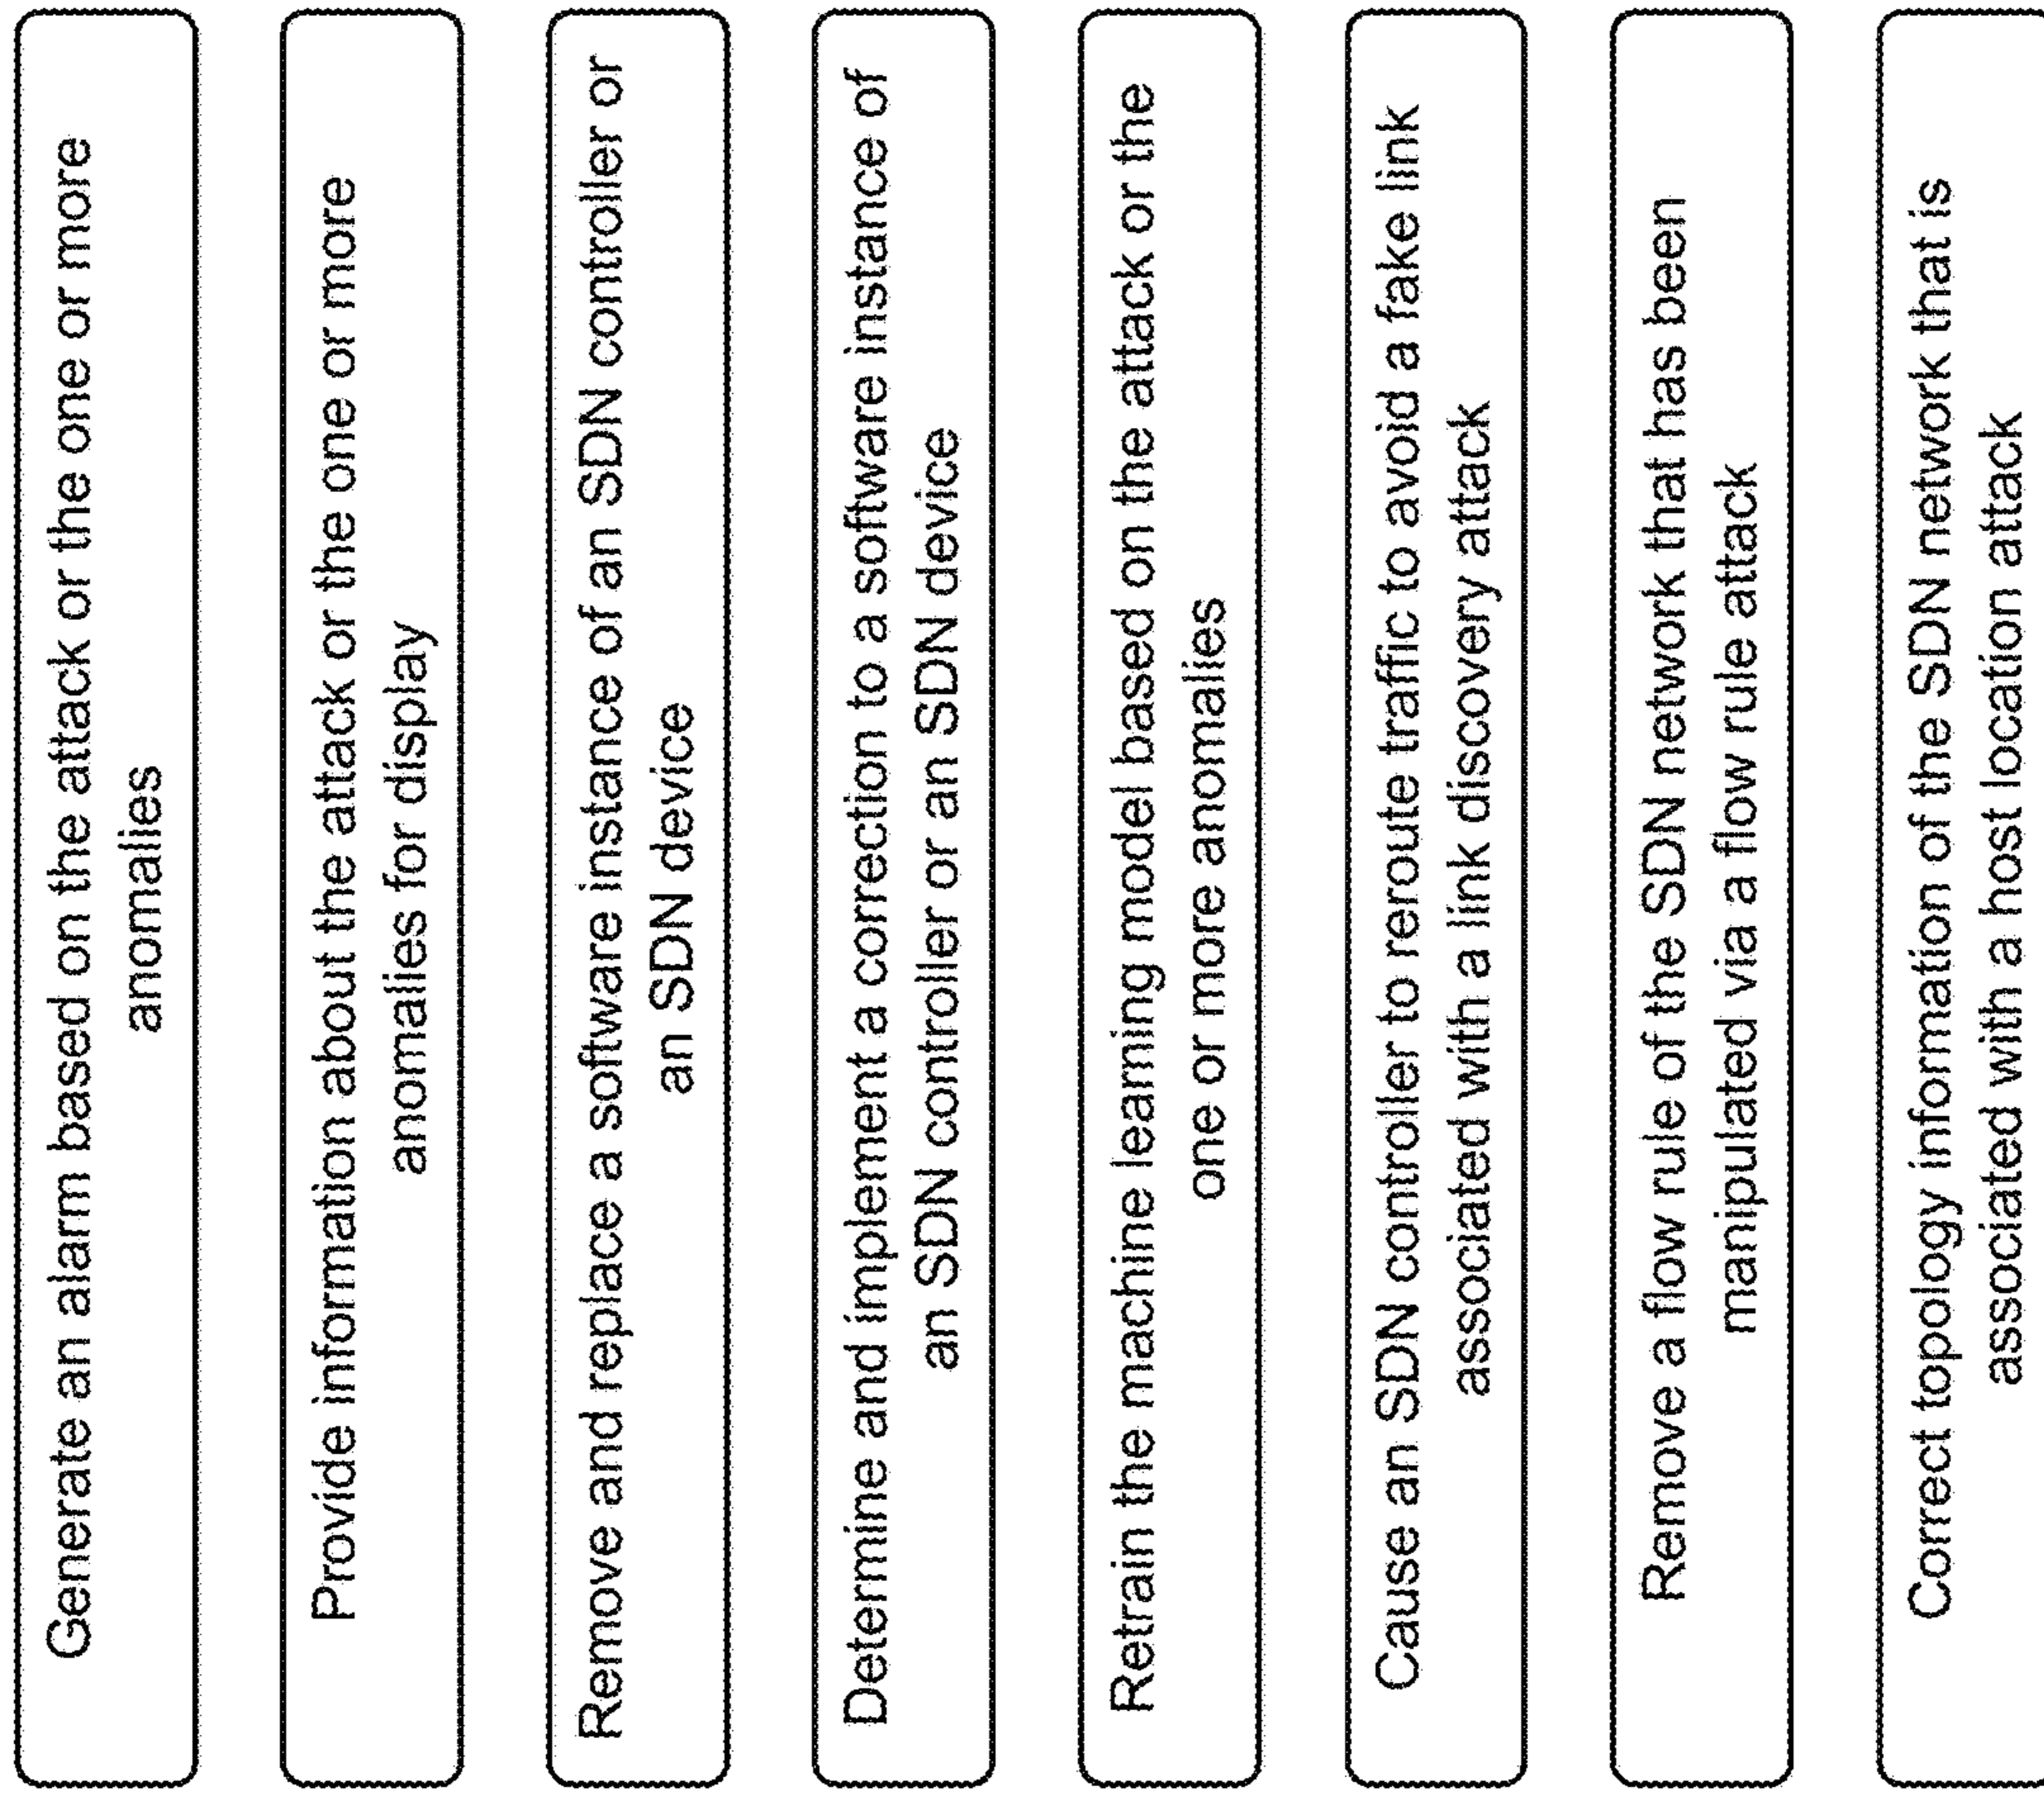 Generate an alarm based on the attack or the one or more
anomalies
Provide information about the attack or the one or more
anomalies for display
Remove and replace a software instance of an SDN controller or
an SDN device
Determine and implement a correction to a software instance of
an SDN controller or an SDN device
Retrain the machine learning model based on the attack or the
one or more anomalies
Cause an SDN controller to reroute traffic to avoid a fake link
associated with a link discovery attack
Remove a flow rule of the SDN network that has been
manipulated via a flow rule attack
Correct topology information of the SDN network that is
associated with a host location attack